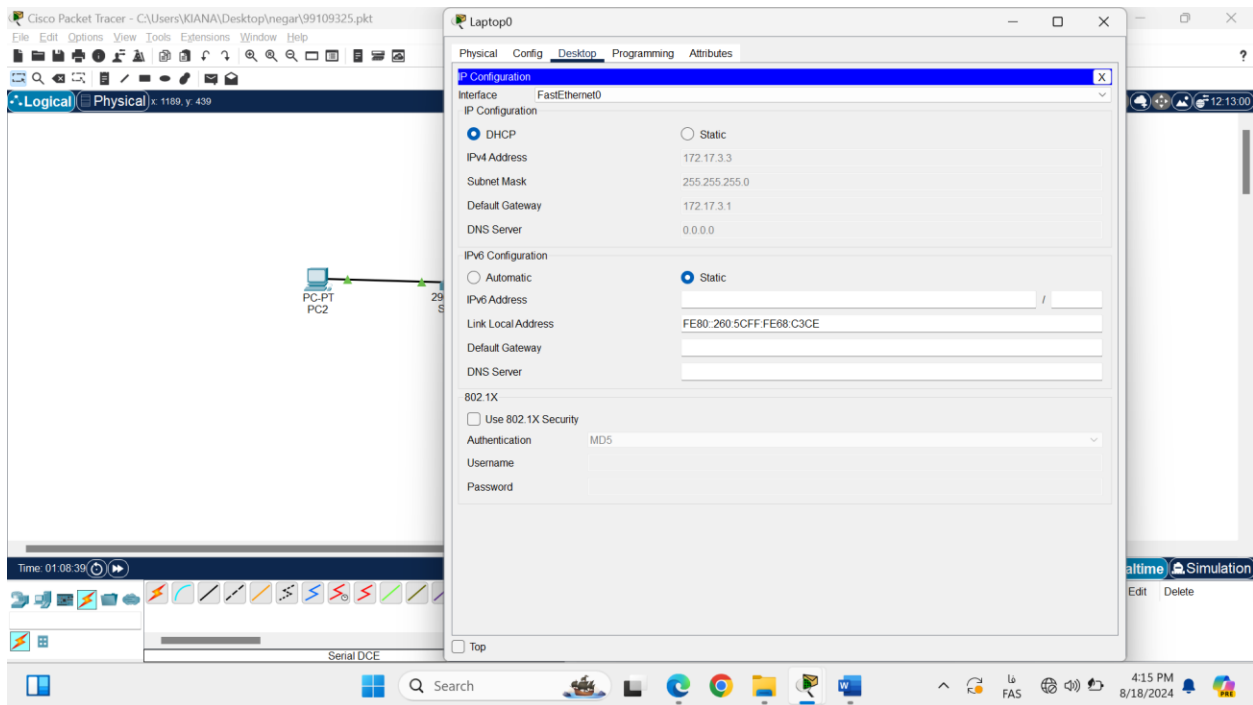 Cisco Packet Tracer - C:\Users\KIANA\Desktop\negar\99109325.pkt
File Edit Options View Tools Extensions Window Help
?
Logical Physical x: 1189, y: 439
12:13:00
PC-PT
PC2
29
S
Laptop0
Physical Config Desktop Programming Attributes
IP Configuration X
Interface FastEthernet0
IP Configuration
DHCP Static
IPv4 Address 172.17.3.3
Subnet Mask 255.255.255.0
Default Gateway 172.17.3.1
DNS Server 0.0.0.0
IPv6 Configuration
Automatic Static
IPv6 Address /
Link Local Address FE80::260:5CFF:FE68:C3CE
Default Gateway
DNS Server
802.1X
Use 802.1X Security
Authentication MD5
Username
Password
Top
Time: 01:08:39
altime Simulation
Edit Delete
Serial DCE
Search
فا
FAS
4:15 PM
8/18/2024
PRE